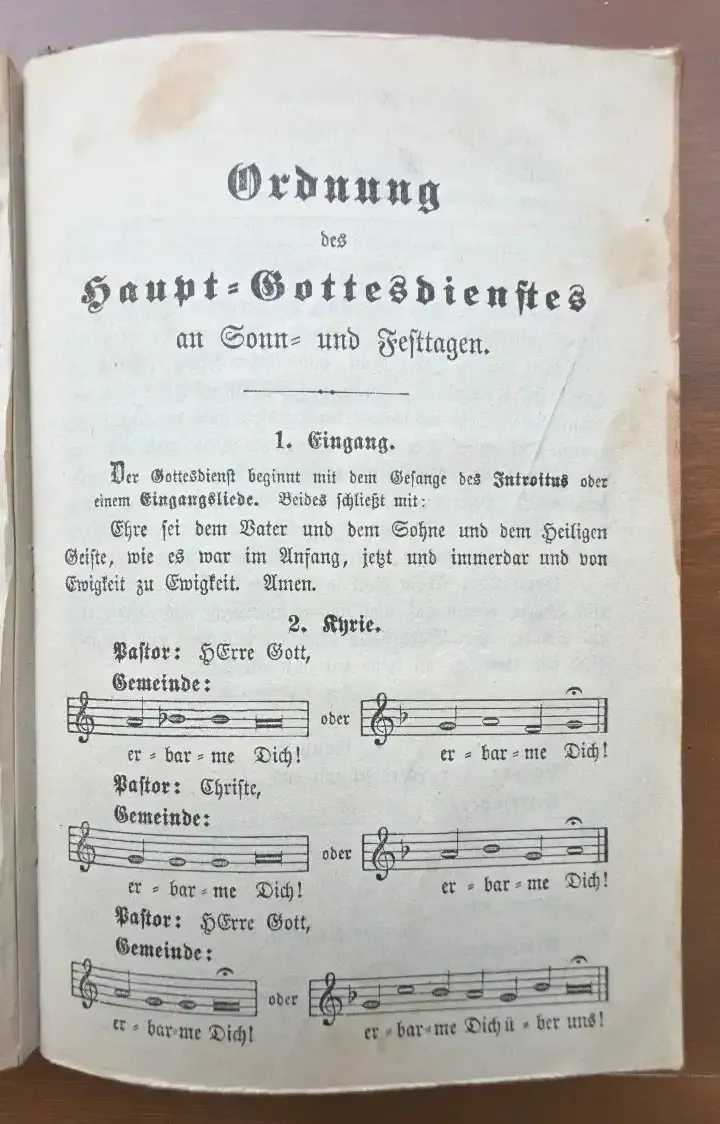 Ordnung
des
Haupt-Gottesdienstes
an Sonn- und Festtagen.
1. Eingang.
Der Gottesdienst beginnt mit dem Gesange des Introitus oder
einem Eingangsliede. Beides schließt mit:
Ehre sei dem Vater und dem Sohne und dem Heiligen
Geiste, wie es war im Anfang, jetzt und immerdar und von
Ewigkeit zu Ewigkeit. Amen.
2. Kyrie.
Pastor: HErre Gott,
Gemeinde:
oder
er - bar - me Dich! er - bar - me Dich!
Pastor: Christe,
Gemeinde:
oder
er - bar - me Dich! er - bar - me Dich!
Pastor: HErre Gott,
Gemeinde:
oder
er - bar-me Dich! er - bar-me Dich ü - ber uns!